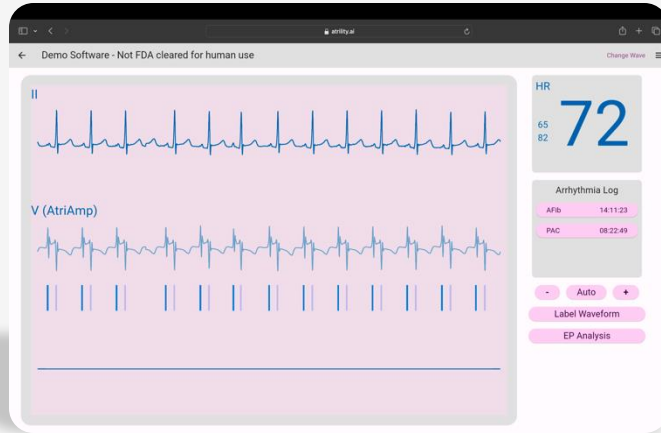 atrility.ai
Demo Software - Not FDA cleared for human use
Change Wave
II
V (AtriAmp)
HR
65
82
72
Arrhythmia Log
AFib 14:11:23
PAC 08:22:49
- Auto +
Label Waveform
EP Analysis